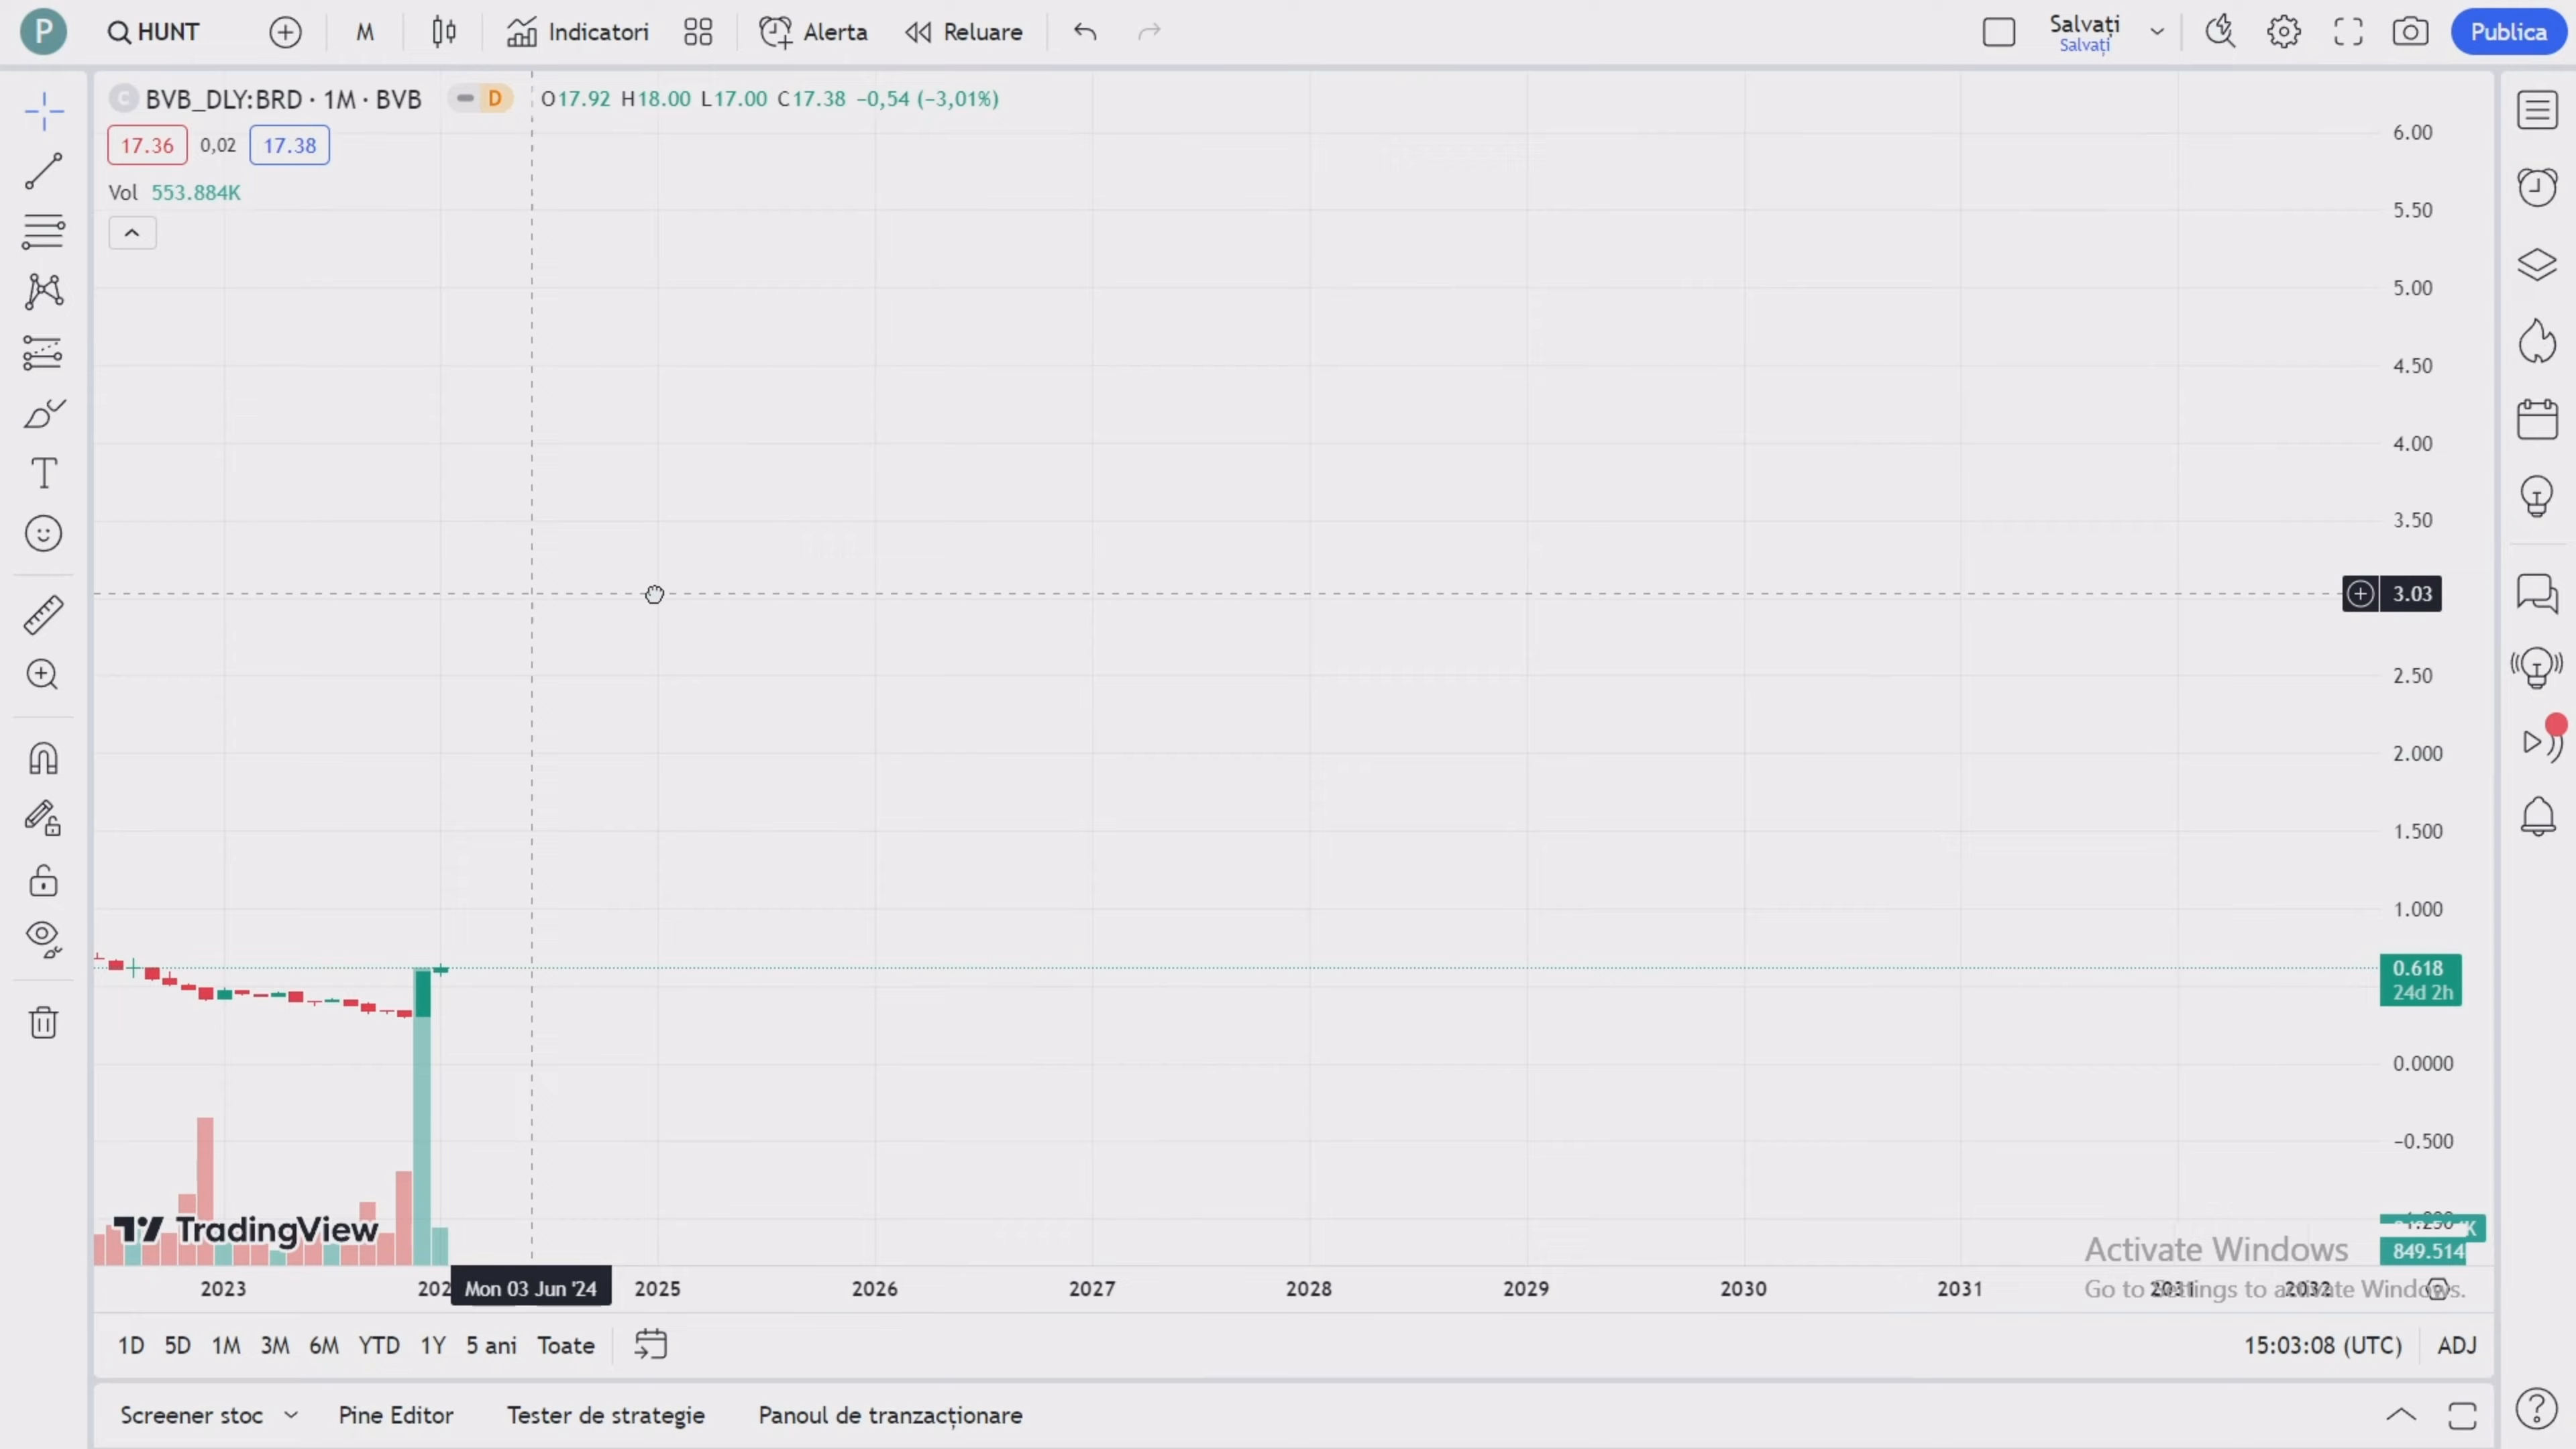 P
HUNT
M
Indicatori
Alerta
Reluare
Salvați
Salvați
Publica
C BVB_DLY:BRD · 1M · BVB
D
O17.92 H18.00 L17.00 C17.38 −0,54 (−3,01%)
17.36 0,02 17.38
Vol 553.884K
6.00
5.50
5.00
4.50
4.00
3.50
3.03
2.50
2.000
1.500
1.000
0.618
24d 2h
0.0000
−0.500
849.514
TradingView
Activate Windows
Go to Settings to activate Windows.
2023
Mon 03 Jun '24
2025
2026
2027
2028
2029
2030
2031
1D 5D 1M 3M 6M YTD 1Y 5 ani Toate
15:03:08 (UTC)
ADJ
Screener stoc
Pine Editor
Tester de strategie
Panoul de tranzacționare